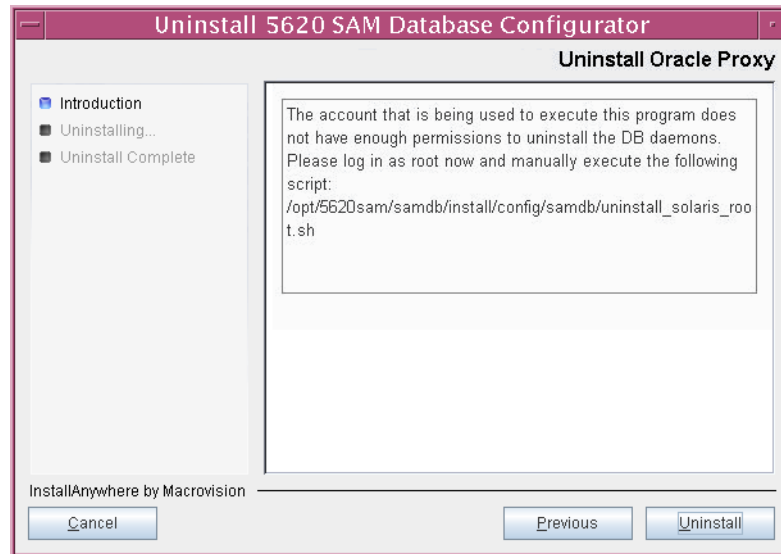 Uninstall 5620 SAM Database Configurator
Uninstall Oracle Proxy
Introduction
Uninstalling...
Uninstall Complete
The account that is being used to execute this program does
not have enough permissions to uninstall the DB daemons.
Please log in as root now and manually execute the following
script:
/opt/5620sam/samdb/install/config/samdb/uninstall_solaris_roo
t.sh
InstallAnywhere by Macrovision
Cancel
Previous
Uninstall